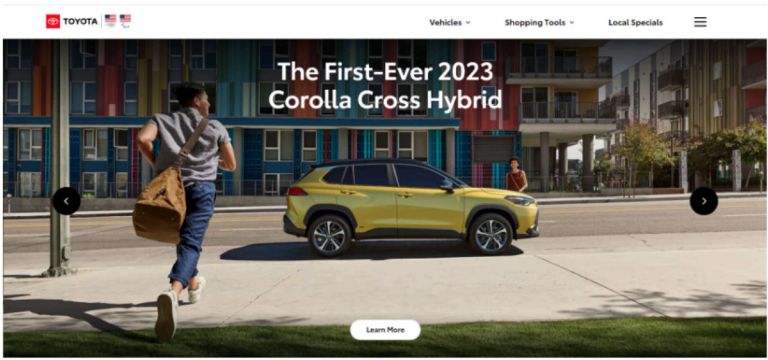 TOYOTA
Vehicles
Shopping Tools
Local Specials
The First-Ever 2023
Corolla Cross Hybrid
Learn More